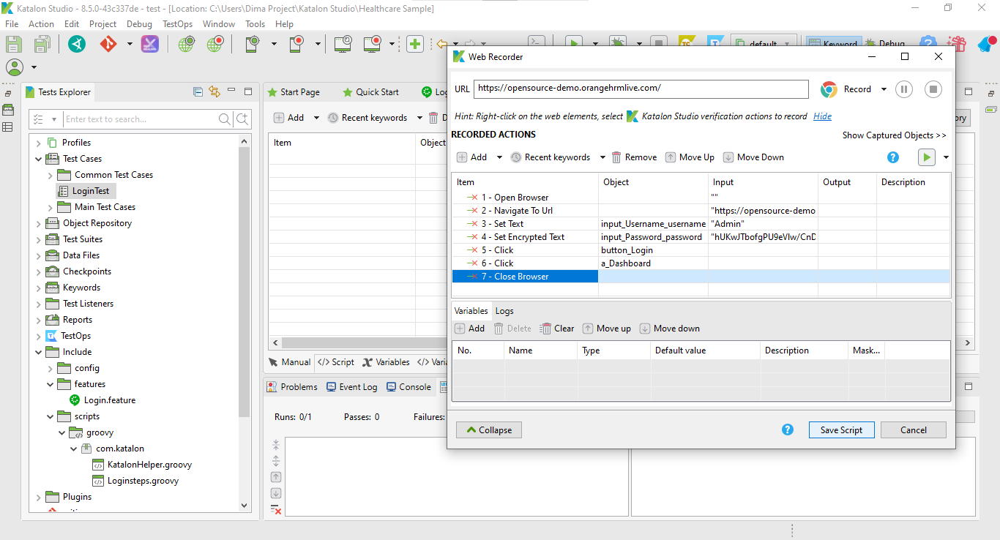 Katalon Studio - 8.5.0-43c337de - test - [Location: C:\Users\Dima Project\Katalon Studio\Healthcare Sample]
File Action Edit Project Debug TestOps Window Tools Help
default Keyword Debug
Tests Explorer
Enter text to search...
Profiles
Test Cases
Common Test Cases
LoginTest
Main Test Cases
Object Repository
Test Suites
Data Files
Checkpoints
Keywords
Test Listeners
Reports
TestOps
Include
config
features
Login.feature
scripts
groovy
com.katalon
KatalonHelper.groovy
Loginsteps.groovy
Plugins
Start Page Quick Start
Add Recent keywords
Item Object
Manual </> Script Variables </>
Problems Event Log Console
Runs: 0/1 Passes: 0 Failures:
Web Recorder
URL https://opensource-demo.orangehrmlive.com/ Record
Hint: Right-click on the web elements, select Katalon Studio verification actions to record Hide
RECORDED ACTIONS
Show Captured Objects >>
Add Recent keywords Remove Move Up Move Down
Item Object Input Output Description
1 - Open Browser ""
2 - Navigate To Url "https://opensource-demo
3 - Set Text input_Username_username "Admin"
4 - Set Encrypted Text input_Password_password "hUKwJTbofgPU9eVlw/CnD
5 - Click button_Login
6 - Click a_Dashboard
7 - Close Browser
Variables Logs
Add Delete Clear Move up Move down
No. Name Type Default value Description Mask...
Collapse Save Script Cancel